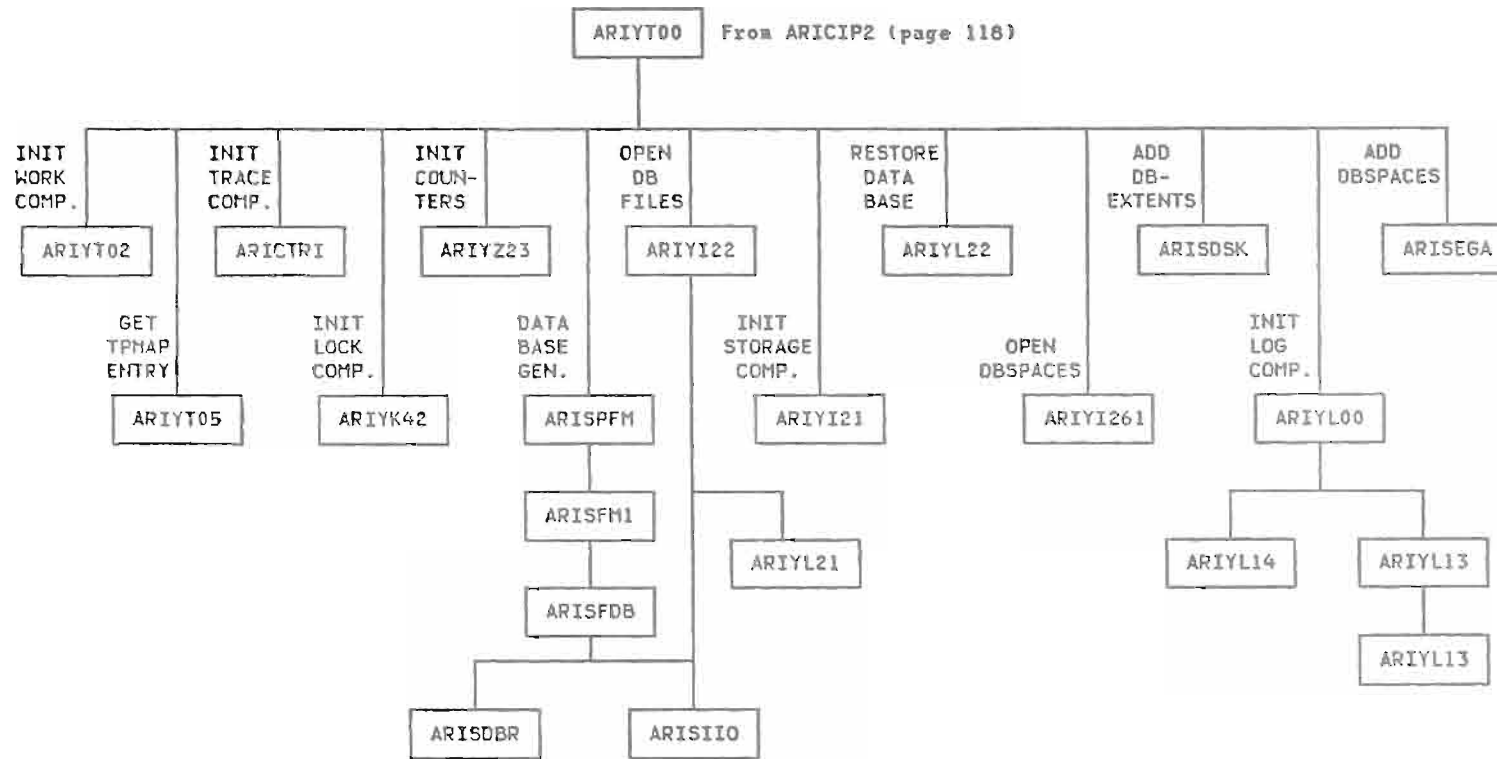 ARIYT00 From ARICIP2 (page 118)
INIT
WORK
COMP.
ARIYT02
GET
TPMAP
ENTRY
ARIYT05
INIT
TRACE
COMP.
ARICTRI
INIT
LOCK
COMP.
ARIYK42
INIT
COUN-
TERS
ARIYZ23
DATA
BASE
GEN.
ARISPFM
ARISFM1
ARISFDB
ARISDBR
ARISIIO
OPEN
DB
FILES
ARIYI22
ARIYL21
INIT
STORAGE
COMP.
ARIYI21
RESTORE
DATA
BASE
ARIYL22
OPEN
DBSPACES
ARIYI261
ADD
DB-
EXTENTS
ARISDSK
INIT
LOG
COMP.
ARIYL00
ARIYL14
ARIYL13
ARIYL13
ADD
DBSPACES
ARISEGA